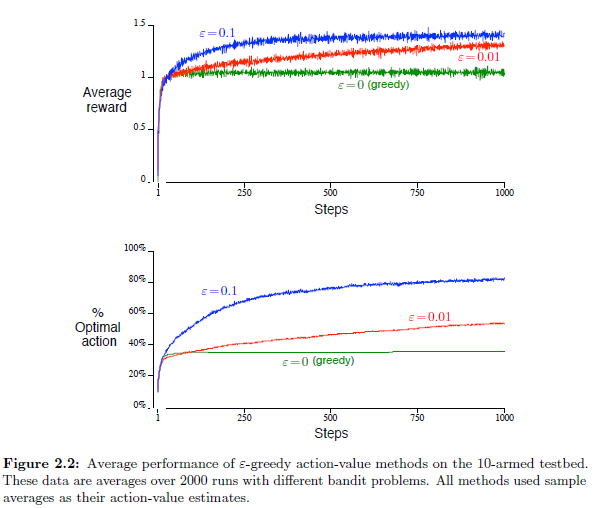 1.5
ε=0.1
ε=0.01
1
Average
reward
ε=0 (greedy)
0.5
0
1
250
500
750
1000
Steps
100%
80%
ε=0.1
%
Optimal
action
60%
ε=0.01
40%
ε=0 (greedy)
20%
0%
1
250
500
750
1000
Steps
Figure 2.2: Average performance of ε-greedy action-value methods on the 10-armed testbed.
These data are averages over 2000 runs with different bandit problems. All methods used sample
averages as their action-value estimates.